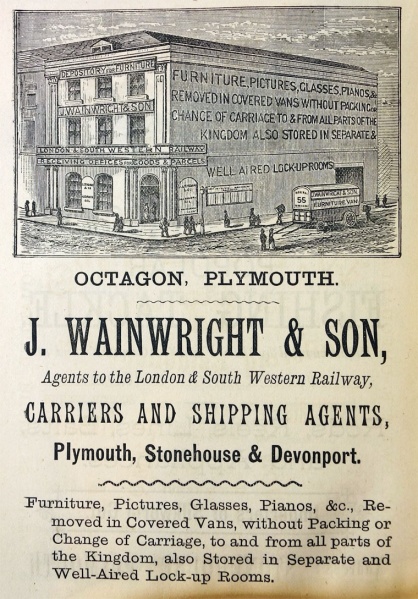 DEPOSITORY FOR FURNITURE
J. WAINWRIGHT & SON
LONDON & SOUTH WESTERN RAILWAY
RECEIVING OFFICES FOR GOODS & PARCELS
FURNITURE, PICTURES, GLASSES, PIANOS, &c
REMOVED IN COVERED VANS WITHOUT PACKING OR
CHANGE OF CARRIAGE TO & FROM ALL PARTS OF THE
KINGDOM ALSO STORED IN SEPARATE &
WELL AIRED LOCK-UP ROOMS
55
J. WAINWRIGHT & SON
FURNITURE VAN
OCTAGON, PLYMOUTH.
J. WAINWRIGHT & SON,
Agents to the London & South Western Railway,
CARRIERS AND SHIPPING AGENTS,
Plymouth, Stonehouse & Devonport.
Furniture, Pictures, Glasses, Pianos, &c., Re-
moved in Covered Vans, without Packing or
Change of Carriage, to and from all parts of
the Kingdom, also Stored in Separate and
Well-Aired Lock-up Rooms.